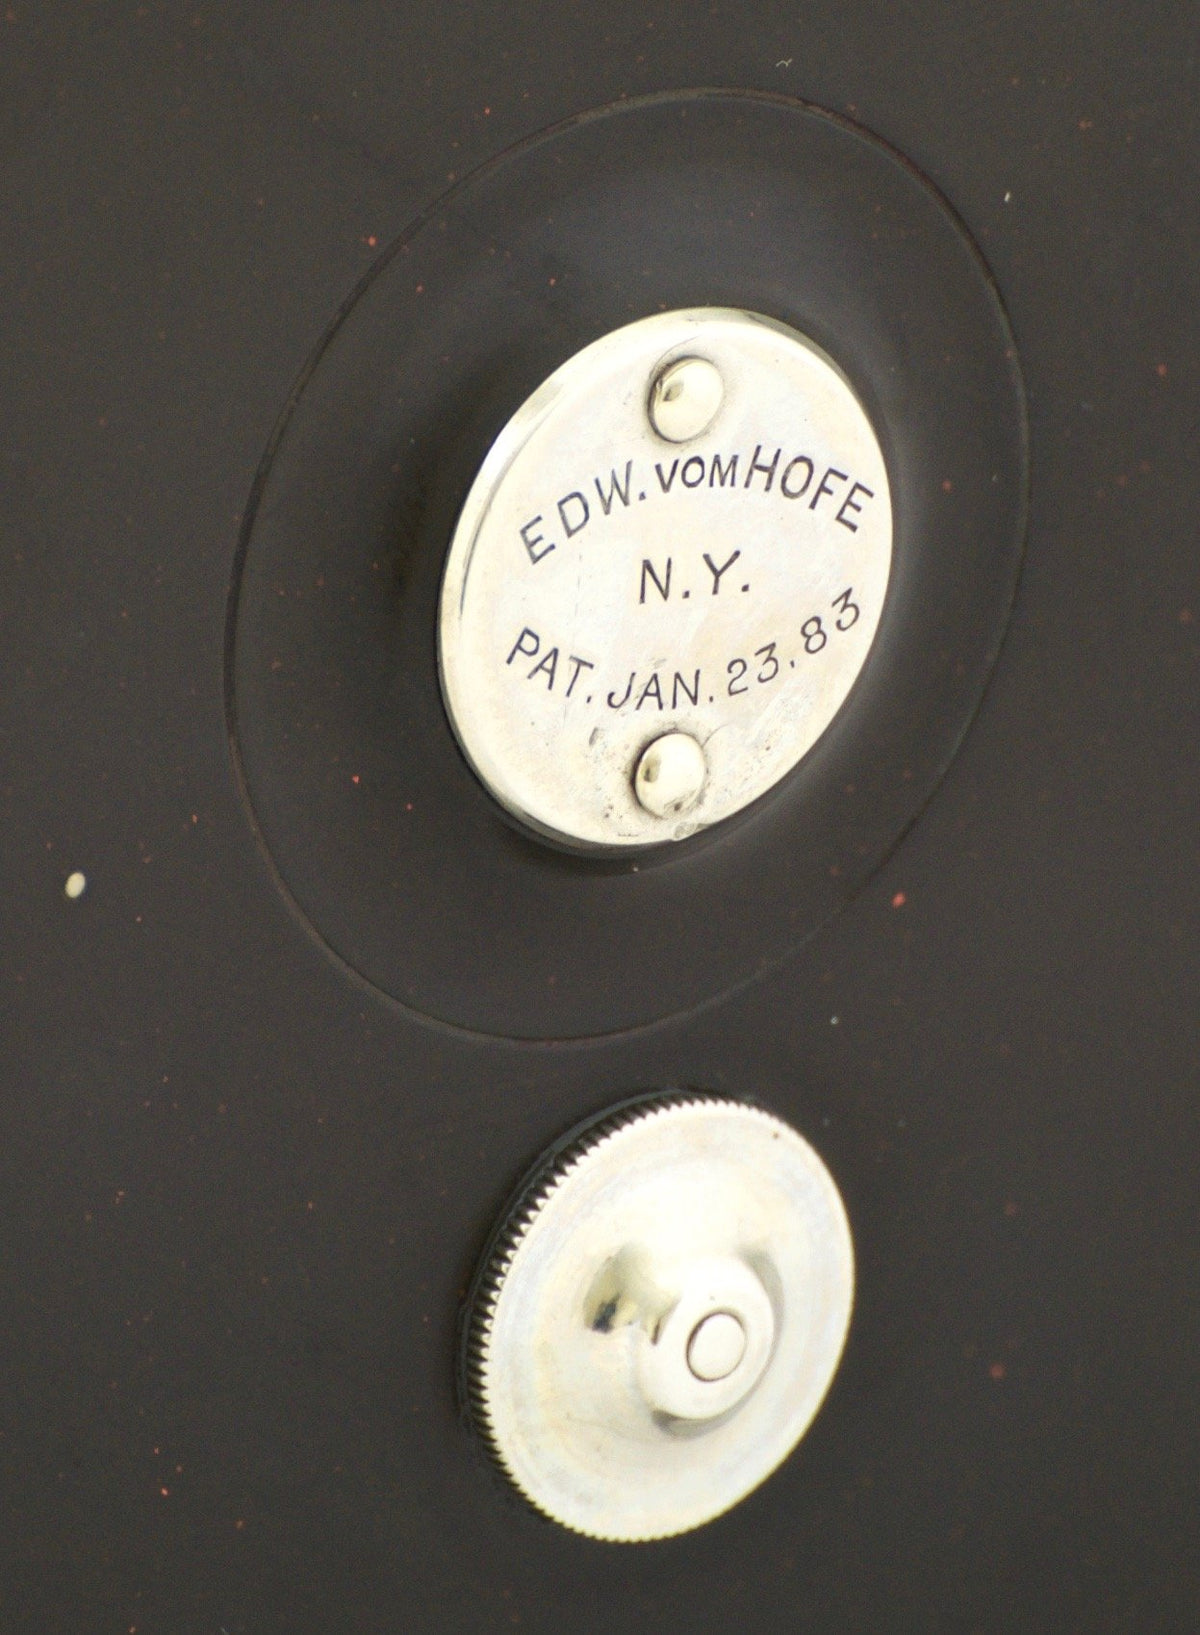 EDW. VOM HOFE
N.Y.
PAT. JAN. 23. 83